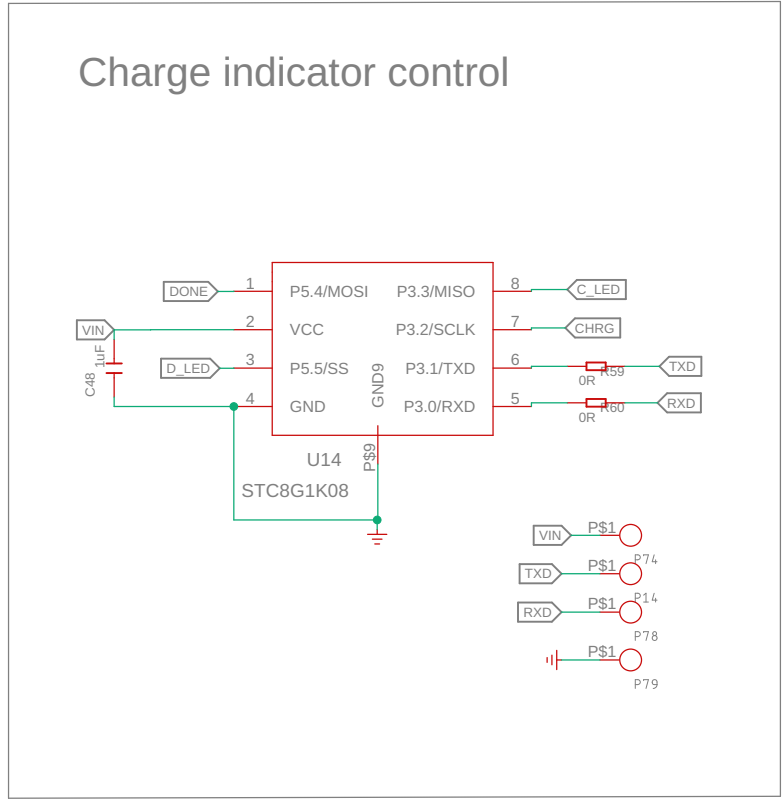 Charge indicator control
DONE 1 P5.4/MOSI P3.3/MISO 8 C_LED
VIN 2 VCC P3.2/SCLK 7 CHRG
1uF
C48
D_LED 3 P5.5/SS P3.1/TXD 6 0R R59 TXD
4 GND GND9 P3.0/RXD 5 0R R60 RXD
U14 P$9
STC8G1K08
VIN P$1 P74
TXD P$1 P14
RXD P$1 P78
P$1 P79